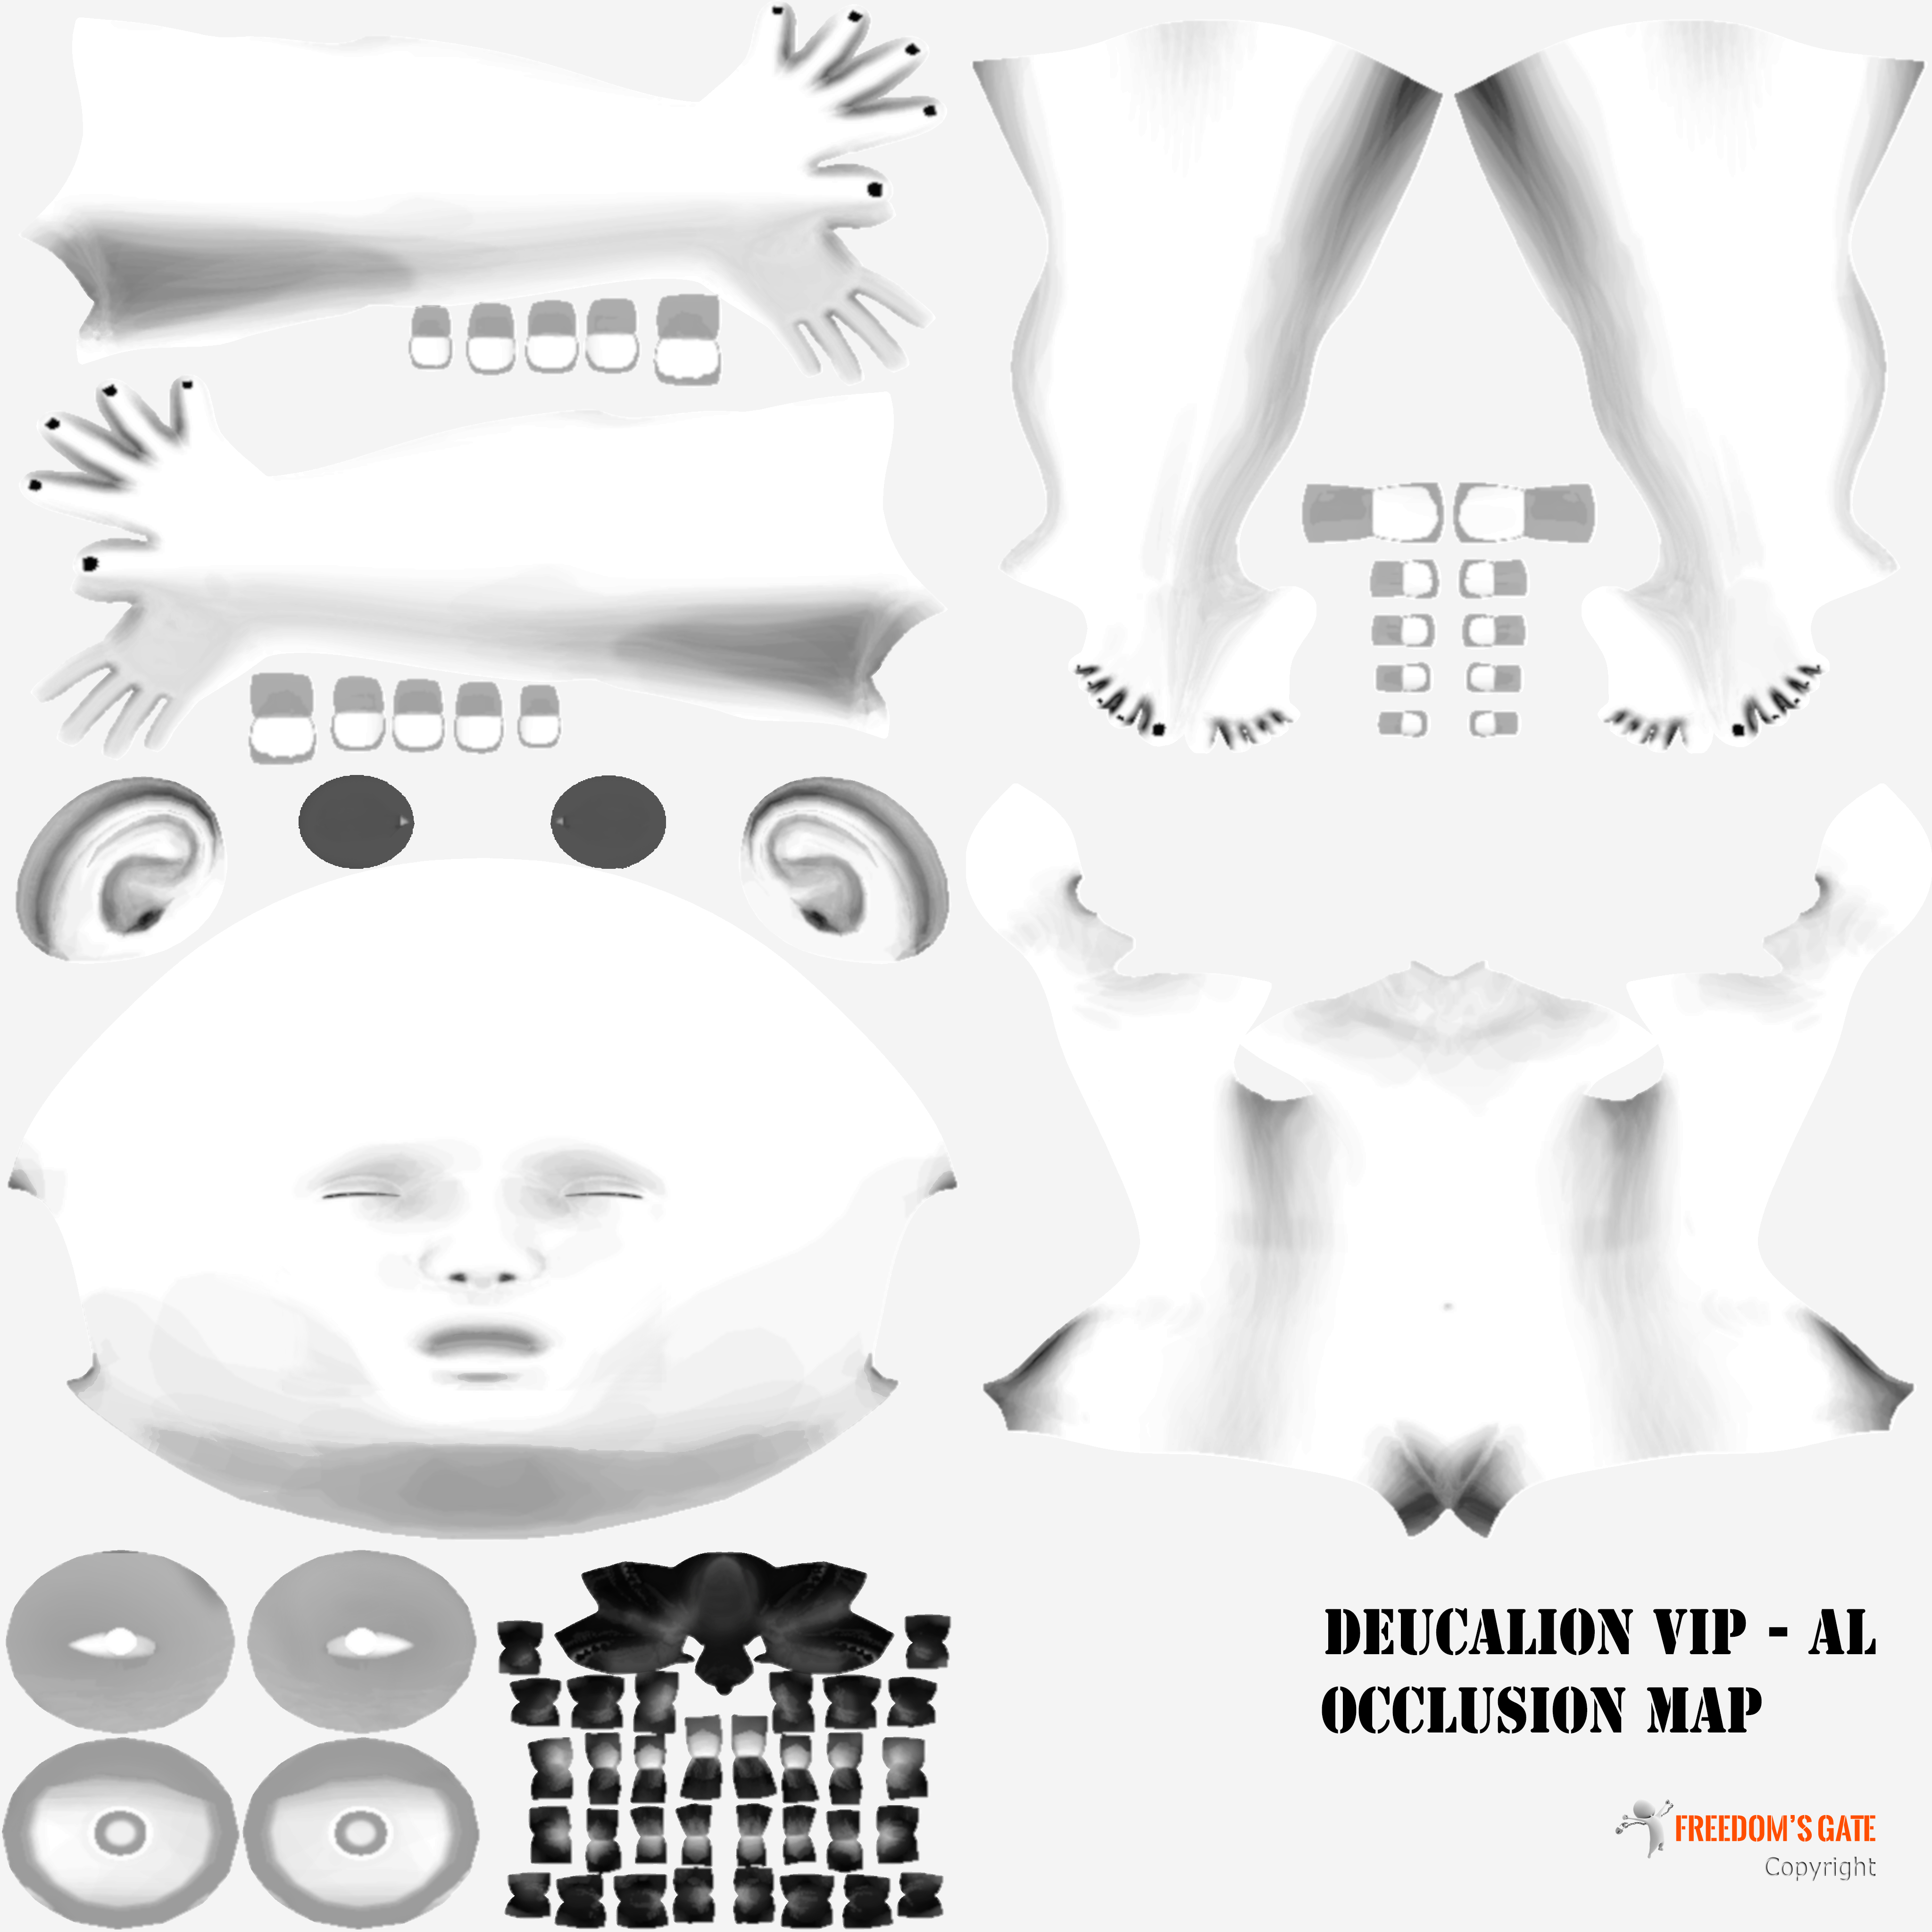 DEUCALION VIP - AL
OCCLUSION MAP
FREEDOM'S GATE
Copyright